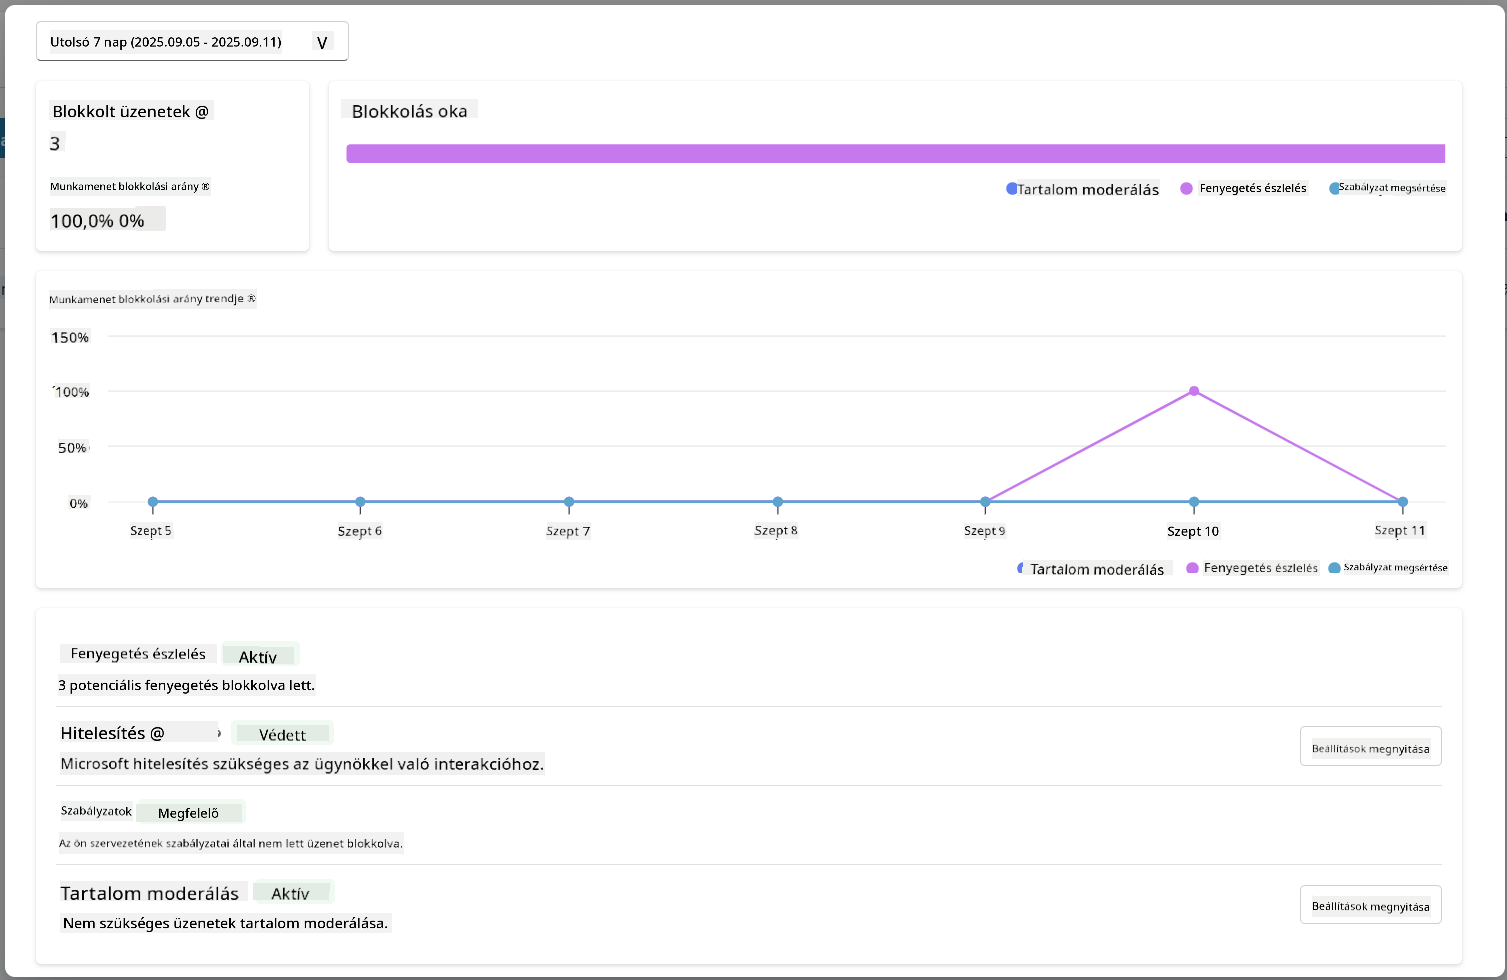 Utolsó 7 nap (2025.09.05 - 2025.09.11) V
Blokkolt üzenetek @
3
Munkamenet blokkolási arány ®
100,0% 0%
Blokkolás oka
Tartalom moderálás Fenyegetés észlelés Szabályzat megsértése
Munkamenet blokkolási arány trendje ®
150%
100%
50%
0%
Szept 5 Szept 6 Szept 7 Szept 8 Szept 9 Szept 10 Szept 11
Tartalom moderálás Fenyegetés észlelés Szabályzat megsértése
Fenyegetés észlelés Aktív
3 potenciális fenyegetés blokkolva lett.
Hitelesítés @ Védett
Microsoft hitelesítés szükséges az ügynökkel való interakcióhoz.
Beállítások megnyitása
Szabályzatok Megfelelő
Az ön szervezetének szabályzatai által nem lett üzenet blokkolva.
Tartalom moderálás Aktív
Nem szükséges üzenetek tartalom moderálása.
Beállítások megnyitása